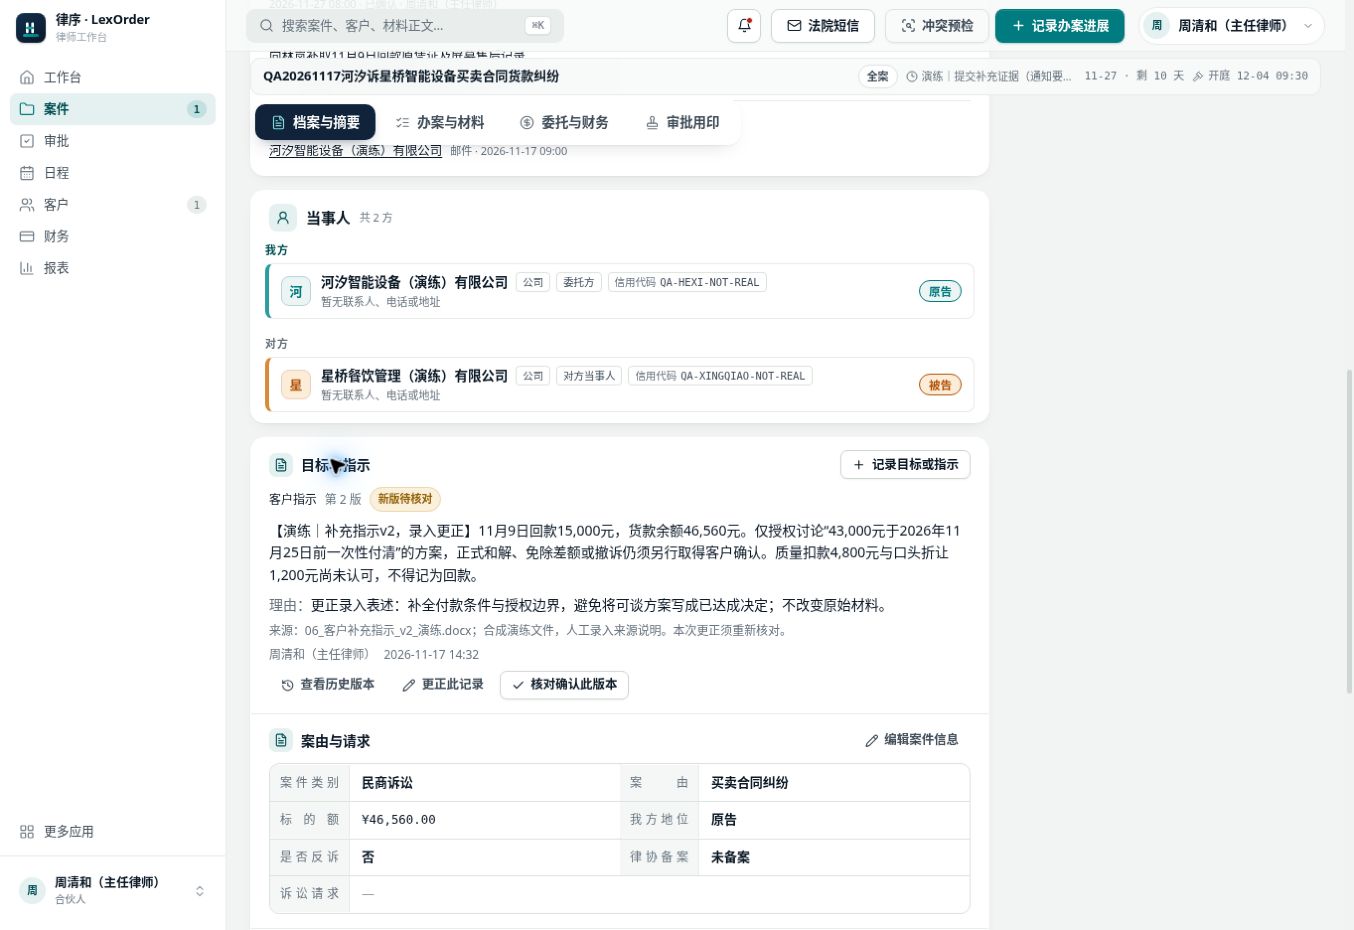 律序 · LexOrder
律师工作台
工作台
案件 1
审批
日程
客户 1
财务
报表
更多应用
周 周清和（主任律师）
合伙人
搜索案件、客户、材料正文... ⌘K
法院短信
冲突预检
记录办案进展
周 周清和（主任律师）
QA20261117河汐诉星桥智能设备买卖合同货款纠纷
全案 演练｜提交补充证据（通知要... 11-27 · 剩 10 天 开庭 12-04 09:30
档案与摘要 办案与材料 委托与财务 审批用印
河汐智能设备（演练）有限公司 邮件 · 2026-11-17 09:00
当事人 共 2 方
我方
河 河汐智能设备（演练）有限公司 公司 委托方 信用代码 QA-HEXI-NOT-REAL
暂无联系人、电话或地址
原告
对方
星 星桥餐饮管理（演练）有限公司 公司 对方当事人 信用代码 QA-XINGQIAO-NOT-REAL
暂无联系人、电话或地址
被告
目标 指示
记录目标或指示
客户指示 第 2 版 新版待核对
【演练｜补充指示v2，录入更正】11月9日回款15,000元，货款余额46,560元。仅授权讨论“43,000元于2026年11
月25日前一次性付清”的方案，正式和解、免除差额或撤诉仍须另行取得客户确认。质量扣款4,800元与口头折让
1,200元尚未认可，不得记为回款。
理由：更正录入表述：补全付款条件与授权边界，避免将可谈方案写成已达成决定；不改变原始材料。
来源：06_客户补充指示_v2_演练.docx；合成演练文件，人工录入来源说明。本次更正须重新核对。
周清和（主任律师） 2026-11-17 14:32
查看历史版本 更正此记录 核对确认此版本
案由与请求
编辑案件信息
案件类别 民商诉讼 案由 买卖合同纠纷
标的额 ¥46,560.00 我方地位 原告
是否反诉 否 律协备案 未备案
诉讼请求 —